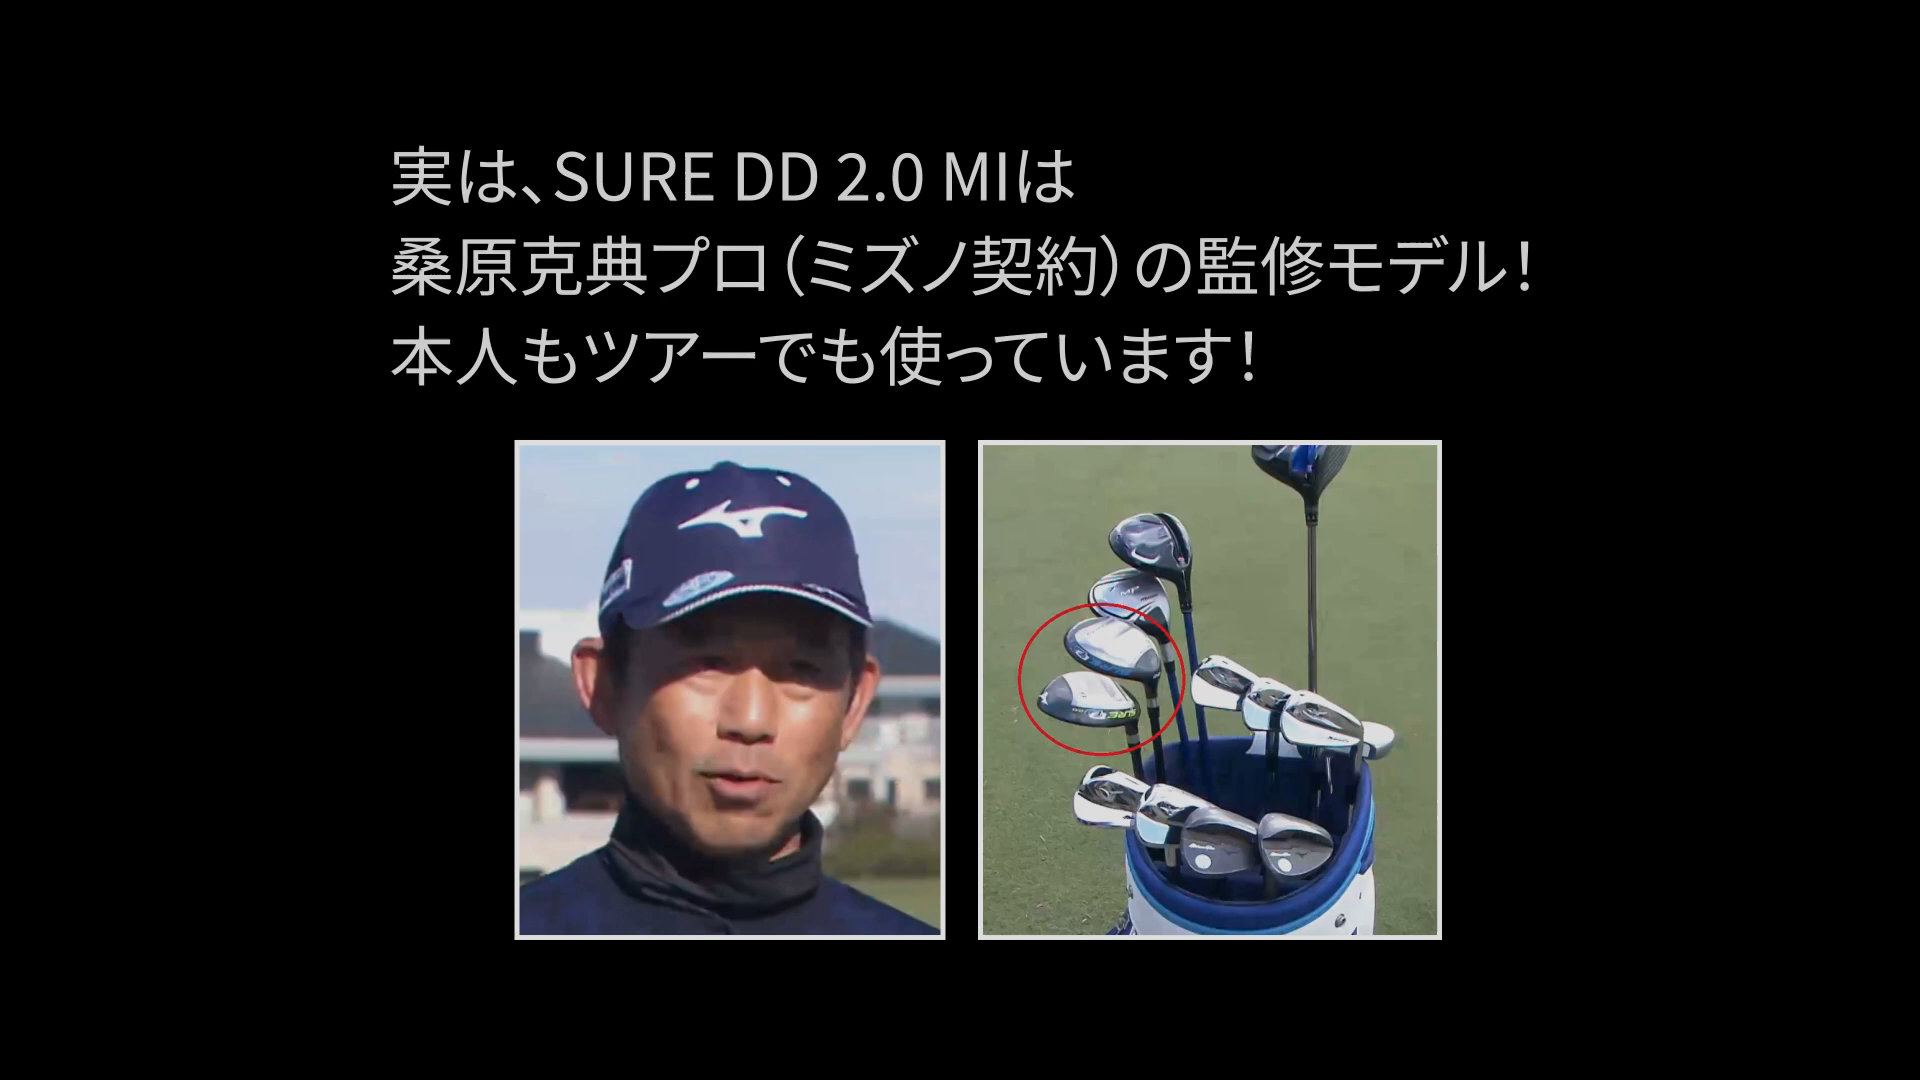 実は、SURE DD 2.0 MIは
桑原克典プロ（ミズノ契約）の監修モデル！
本人もツアーでも使っています！
MP
SURE